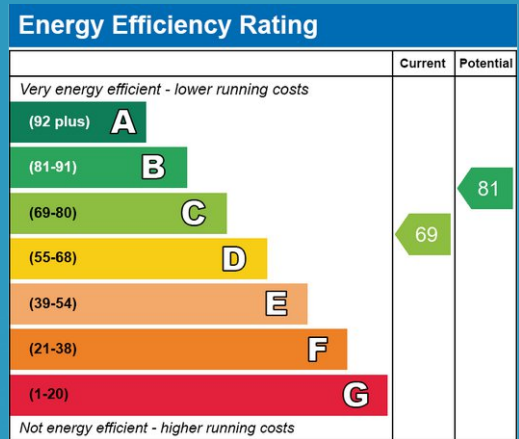 Energy Efficiency Rating
Current Potential
Very energy efficient - lower running costs
(92 plus) A
(81-91) B
81
(69-80) C
69
(55-68) D
(39-54) E
(21-38) F
(1-20) G
Not energy efficient - higher running costs